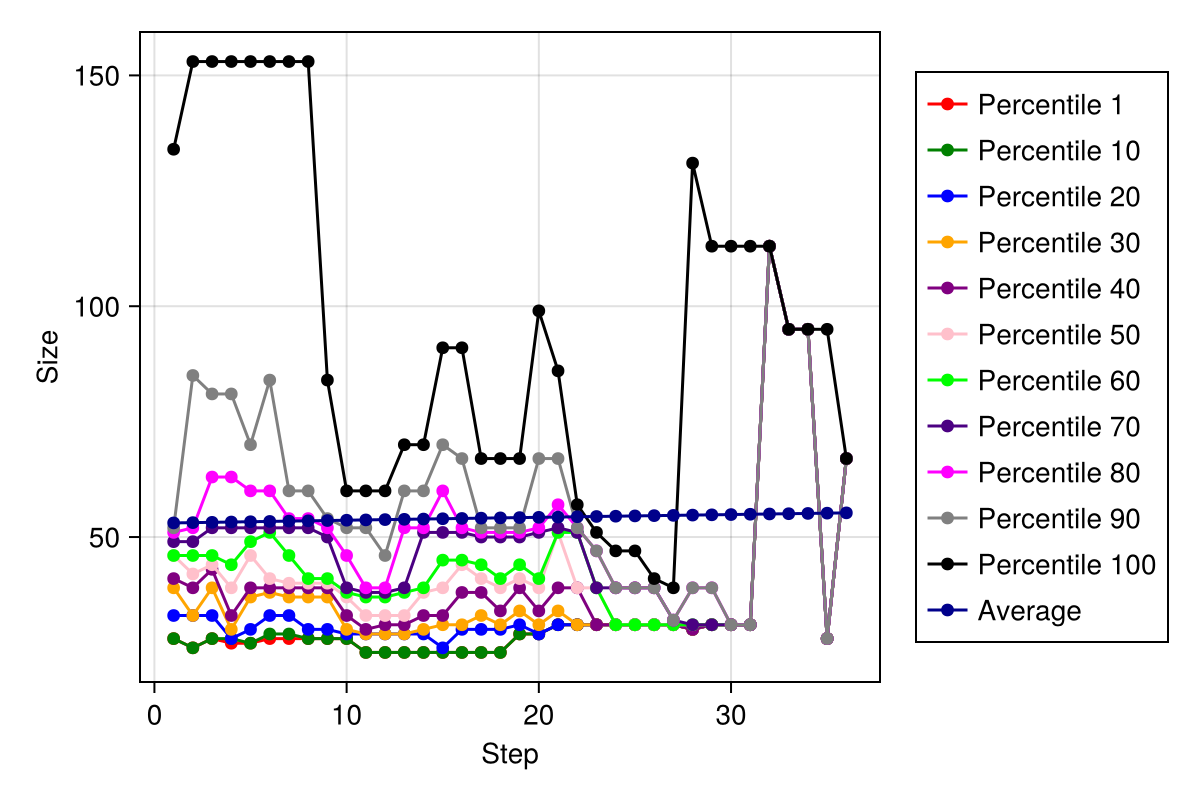 150
100
50
Size
0
10
20
30
Step
Percentile 1
Percentile 10
Percentile 20
Percentile 30
Percentile 40
Percentile 50
Percentile 60
Percentile 70
Percentile 80
Percentile 90
Percentile 100
Average